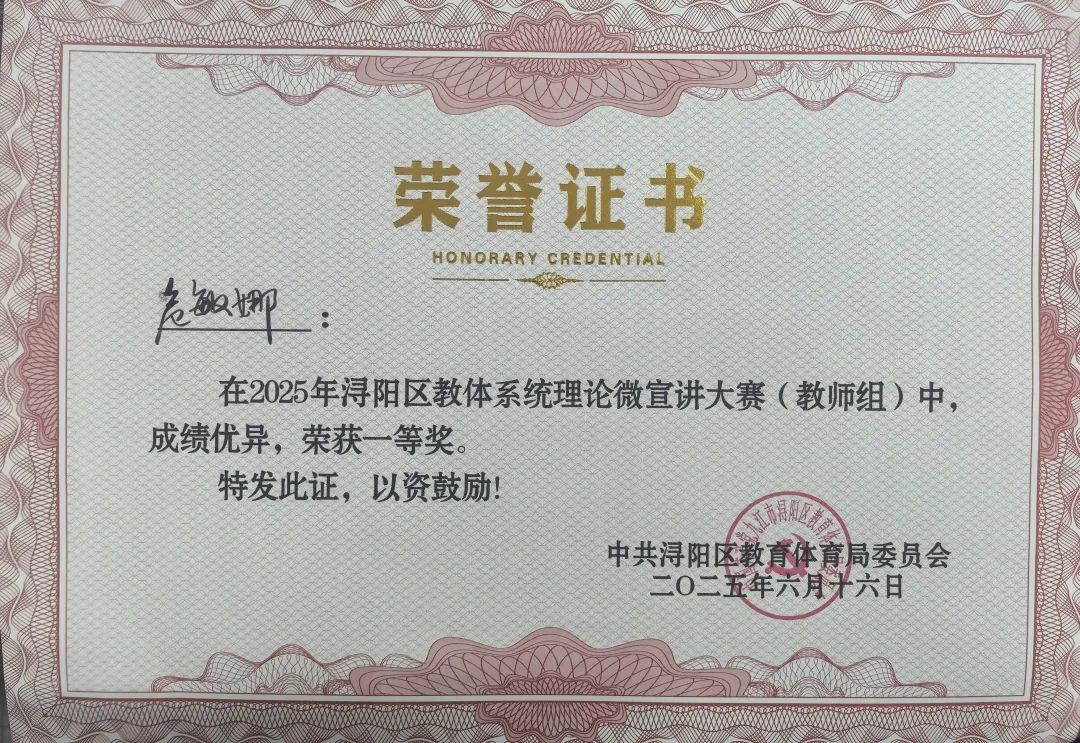 荣誉证书
HONORARY CREDENTIAL
危敏娜：
在2025年浔阳区教体系统理论微宣讲大赛（教师组）中，
成绩优异，荣获一等奖。
特发此证，以资鼓励！
中共浔阳区教育体育局委员会
二〇二五年六月十六日